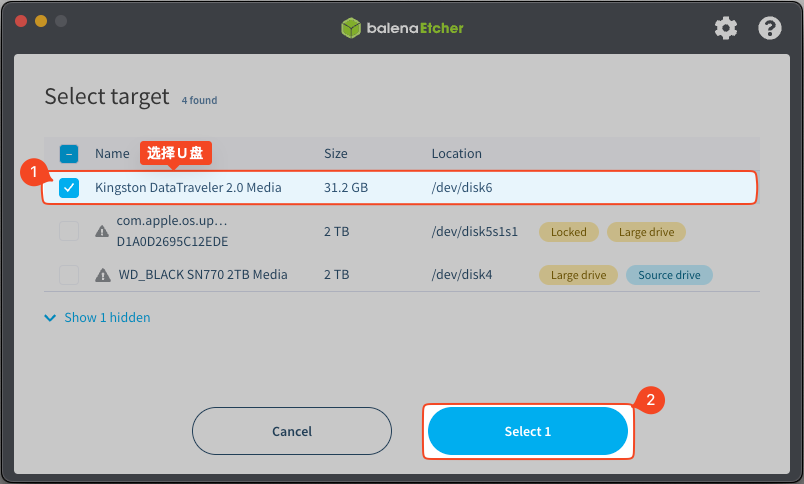 balenaEtcher
Select target 4 found
Name 选择U盘 Size Location
1
Kingston DataTraveler 2.0 Media 31.2 GB /dev/disk6
com.apple.os.up…
D1A0D2695C12EDE 2 TB /dev/disk5s1s1 Locked Large drive
WD_BLACK SN770 2TB Media 2 TB /dev/disk4 Large drive Source drive
Show 1 hidden
2
Cancel Select 1